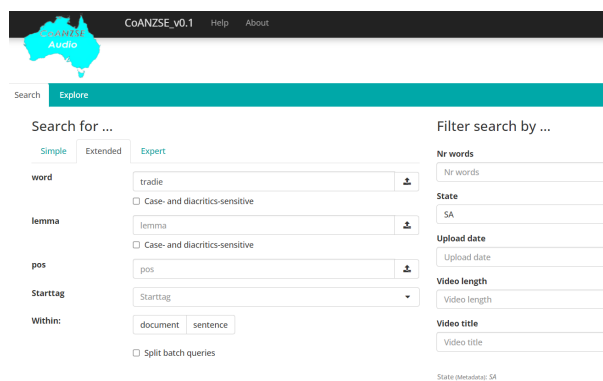 CoANZSE_v0.1 Help About
CoANZSE
Audio
Search Explore
Search for ...
Simple Extended Expert
word
tradie
Case- and diacritics-sensitive
lemma
lemma
Case- and diacritics-sensitive
pos
pos
Starttag
Starttag
Within:
document sentence
Split batch queries
Filter search by ...
Nr words
Nr words
State
SA
Upload date
Upload date
Video length
Video length
Video title
Video title
State (Metadata): SA